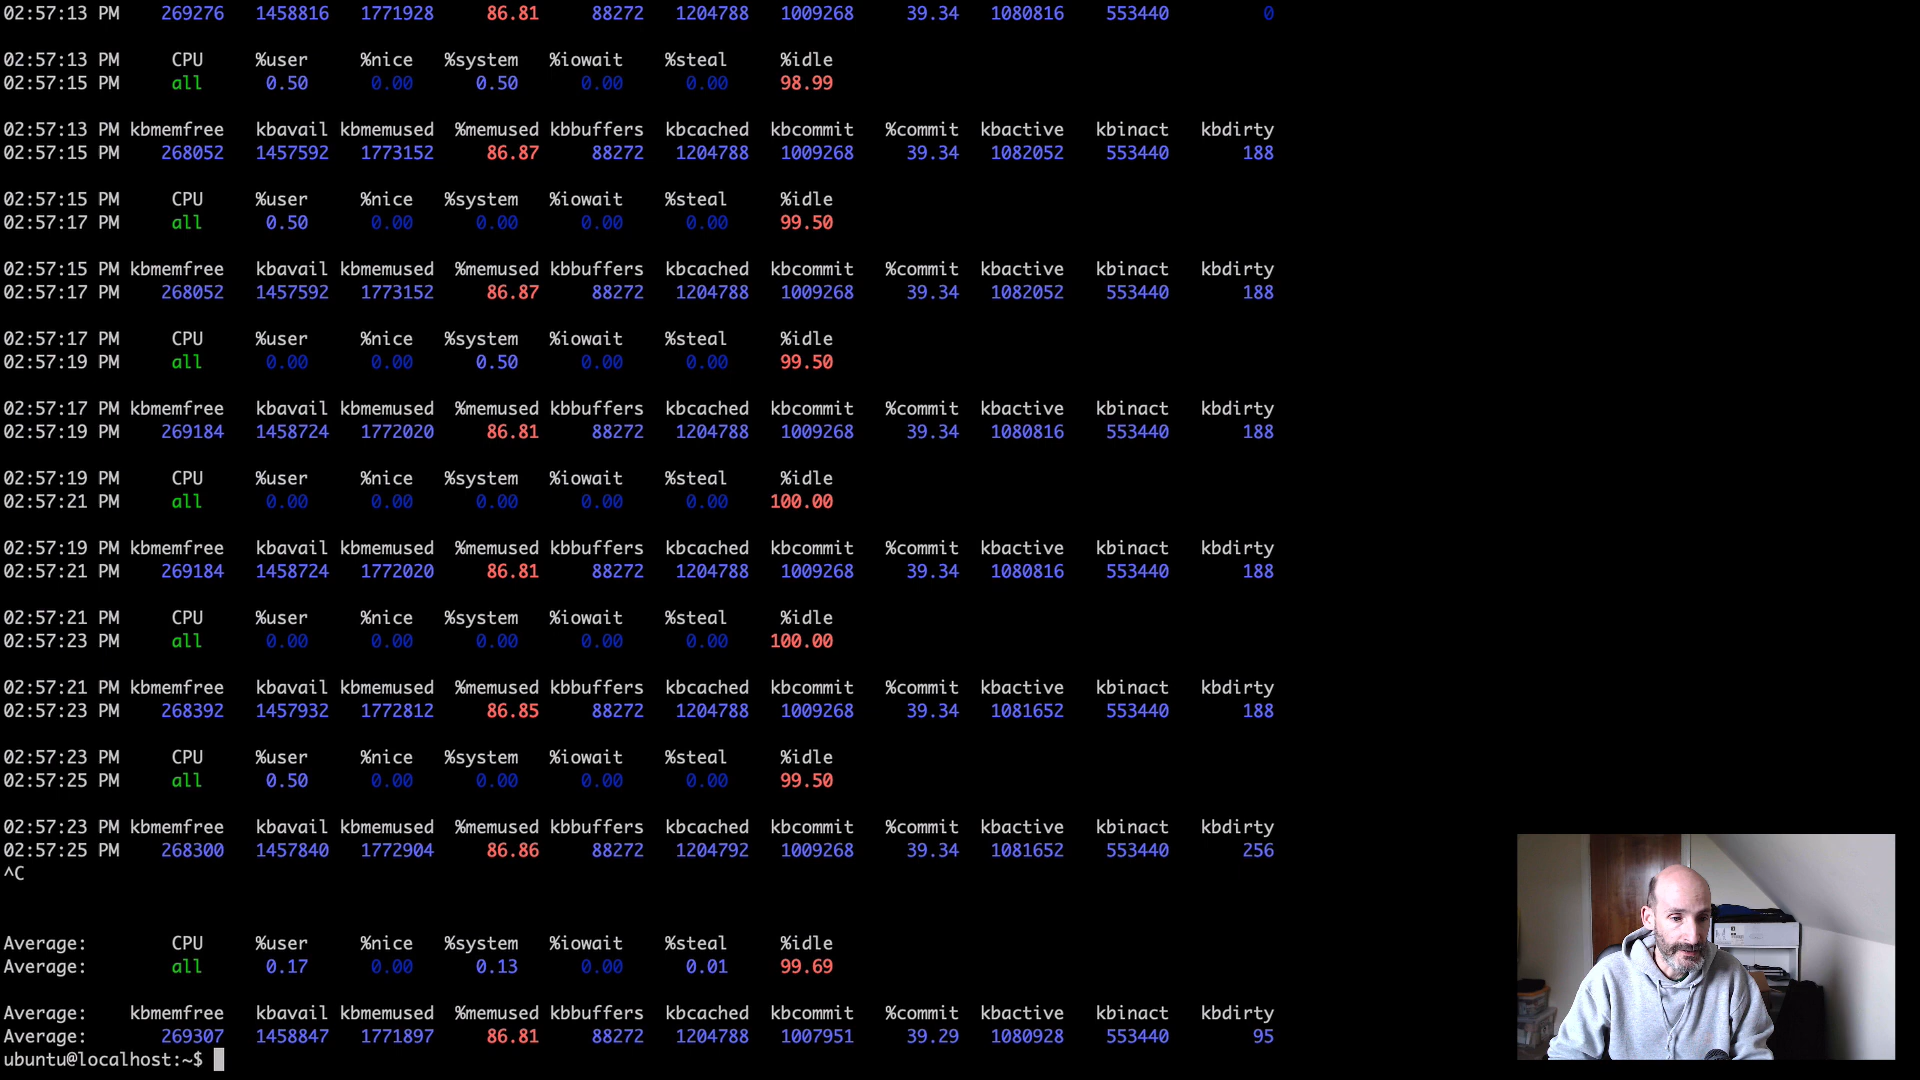 02:57:13 PM 269276 1458816 1771928 86.81 88272 1204788 1009268 39.34 1080816 553440 0
02:57:13 PM CPU %user %nice %system %iowait %steal %idle
02:57:15 PM all 0.50 0.00 0.50 0.00 0.00 98.99
02:57:13 PM kbmemfree kbavail kbmemused %memused kbbuffers kbcached kbcommit %commit kbactive kbinact kbdirty
02:57:15 PM 268052 1457592 1773152 86.87 88272 1204788 1009268 39.34 1082052 553440 188
02:57:15 PM CPU %user %nice %system %iowait %steal %idle
02:57:17 PM all 0.50 0.00 0.00 0.00 0.00 99.50
02:57:15 PM kbmemfree kbavail kbmemused %memused kbbuffers kbcached kbcommit %commit kbactive kbinact kbdirty
02:57:17 PM 268052 1457592 1773152 86.87 88272 1204788 1009268 39.34 1082052 553440 188
02:57:17 PM CPU %user %nice %system %iowait %steal %idle
02:57:19 PM all 0.00 0.00 0.50 0.00 0.00 99.50
02:57:17 PM kbmemfree kbavail kbmemused %memused kbbuffers kbcached kbcommit %commit kbactive kbinact kbdirty
02:57:19 PM 269184 1458724 1772020 86.81 88272 1204788 1009268 39.34 1080816 553440 188
02:57:19 PM CPU %user %nice %system %iowait %steal %idle
02:57:21 PM all 0.00 0.00 0.00 0.00 0.00 100.00
02:57:19 PM kbmemfree kbavail kbmemused %memused kbbuffers kbcached kbcommit %commit kbactive kbinact kbdirty
02:57:21 PM 269184 1458724 1772020 86.81 88272 1204788 1009268 39.34 1080816 553440 188
02:57:21 PM CPU %user %nice %system %iowait %steal %idle
02:57:23 PM all 0.00 0.00 0.00 0.00 0.00 100.00
02:57:21 PM kbmemfree kbavail kbmemused %memused kbbuffers kbcached kbcommit %commit kbactive kbinact kbdirty
02:57:23 PM 268392 1457932 1772812 86.85 88272 1204788 1009268 39.34 1081652 553440 188
02:57:23 PM CPU %user %nice %system %iowait %steal %idle
02:57:25 PM all 0.50 0.00 0.00 0.00 0.00 99.50
02:57:23 PM kbmemfree kbavail kbmemused %memused kbbuffers kbcached kbcommit %commit kbactive kbinact kbdirty
02:57:25 PM 268300 1457840 1772904 86.86 88272 1204792 1009268 39.34 1081652 553440 256
^C
Average: CPU %user %nice %system %iowait %steal %idle
Average: all 0.17 0.00 0.13 0.00 0.01 99.69
Average: kbmemfree kbavail kbmemused %memused kbbuffers kbcached kbcommit %commit kbactive kbinact kbdirty
Average: 269307 1458847 1771897 86.81 88272 1204788 1007951 39.29 1080928 553440 95
ubuntu@localhost:~$